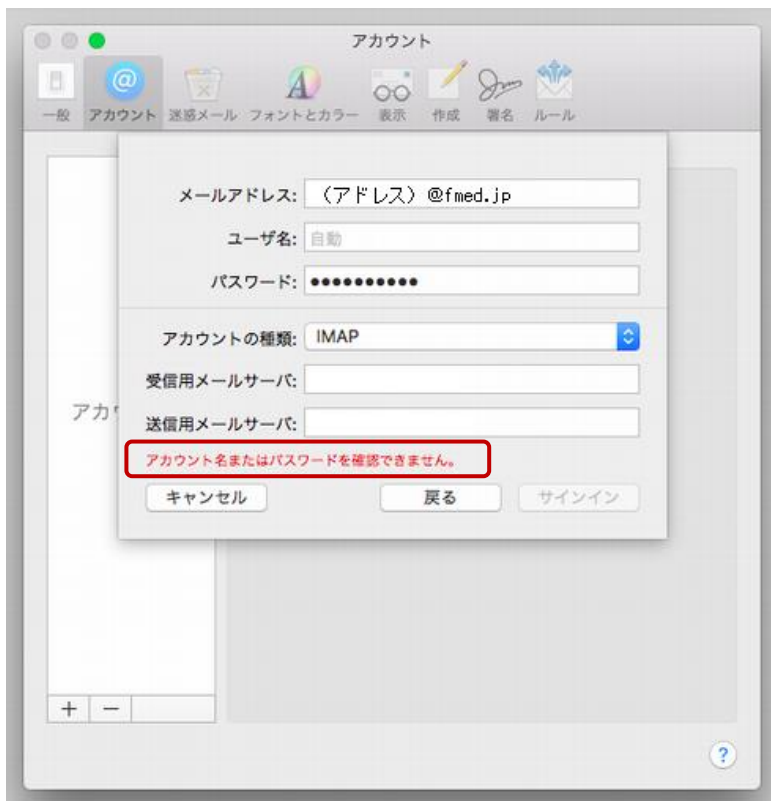 アカウント
一般 アカウント 迷惑メール フォントとカラー 表示 作成 署名 ルール
メールアドレス: （アドレス）@fmed.jp
ユーザ名: 自動
パスワード: ●●●●●●●●●●
アカウントの種類: IMAP
受信用メールサーバ:
アカウ
送信用メールサーバ:
アカウント名またはパスワードを確認できません。
キャンセル 戻る サインイン
+ −
?